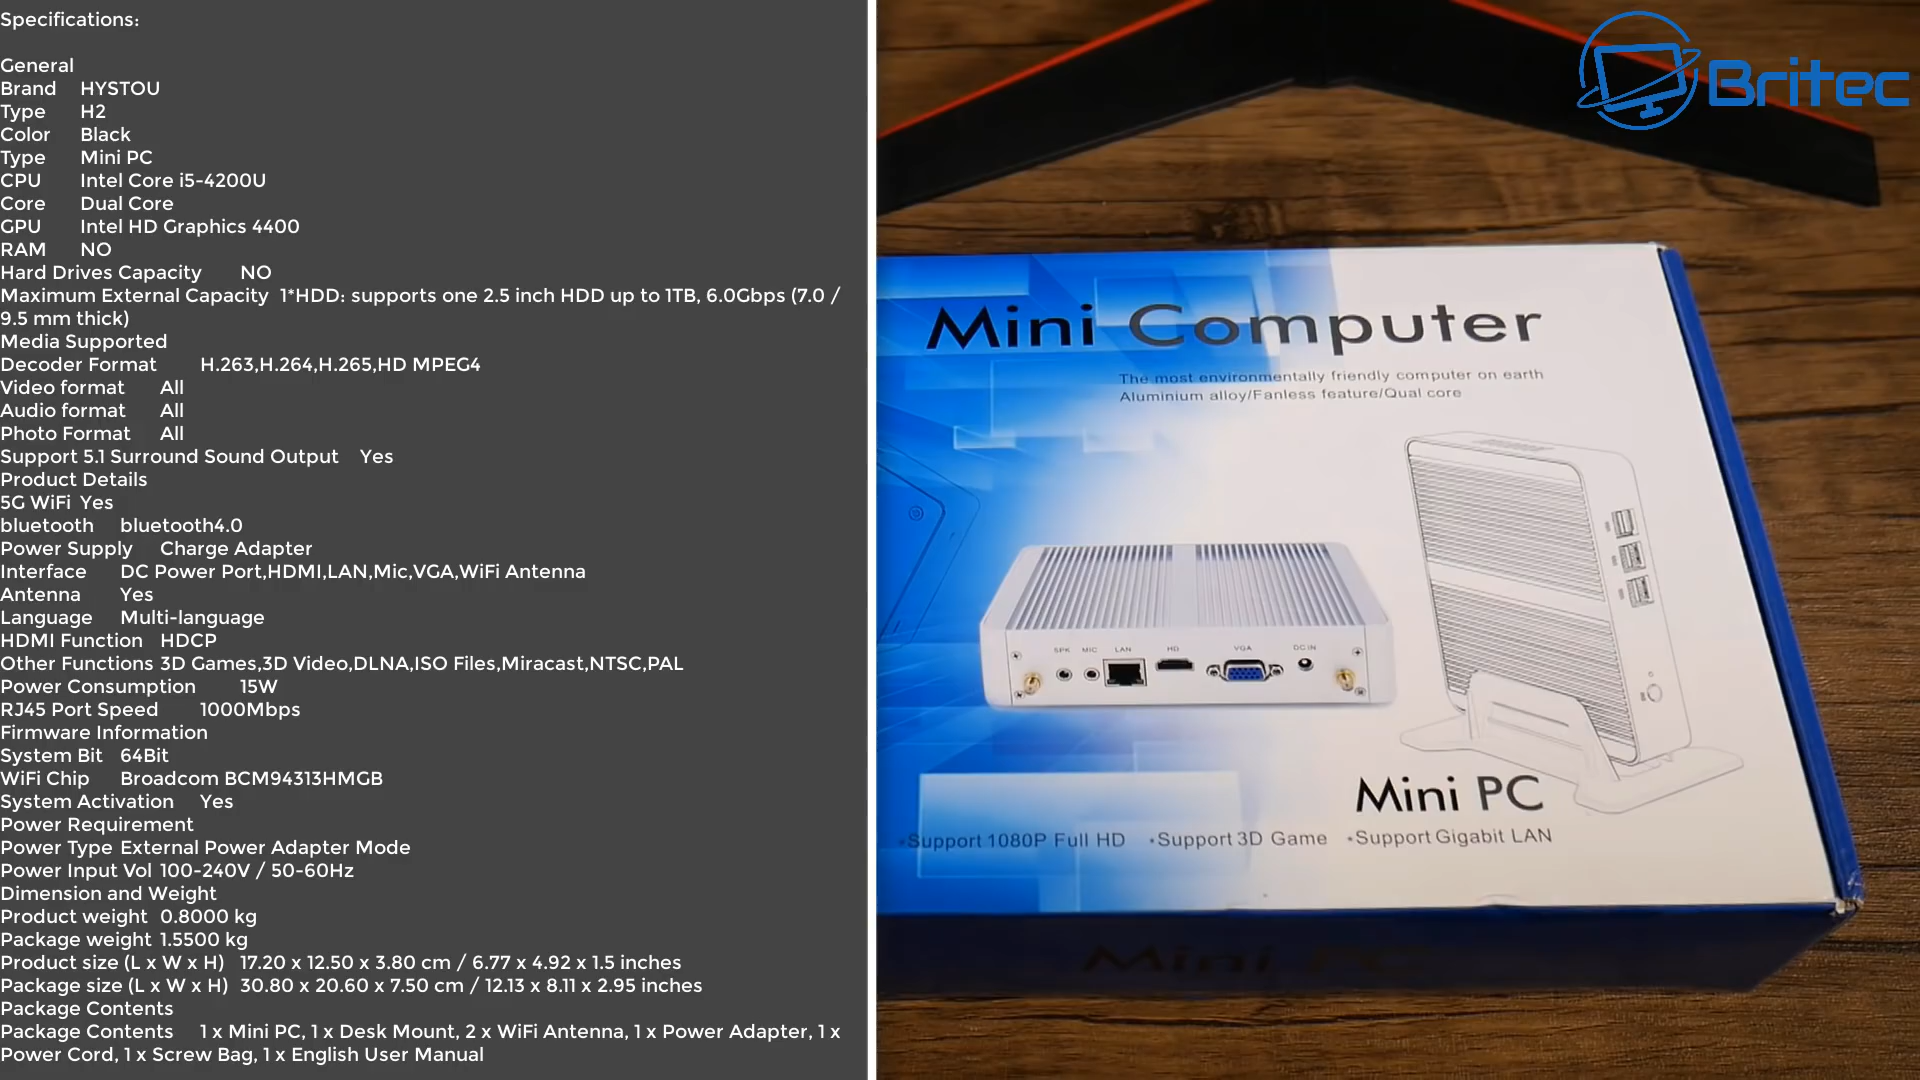 Specifications:
General
Brand HYSTOU
Type H2
Color Black
Type Mini PC
CPU Intel Core i5-4200U
Core Dual Core
GPU Intel HD Graphics 4400
RAM NO
Hard Drives Capacity NO
Maximum External Capacity 1*HDD: supports one 2.5 inch HDD up to 1TB, 6.0Gbps (7.0 /
9.5 mm thick)
Media Supported
Decoder Format H.263,H.264,H.265,HD MPEG4
Video format All
Audio format All
Photo Format All
Support 5.1 Surround Sound Output Yes
Product Details
5G WiFi Yes
bluetooth bluetooth4.0
Power Supply Charge Adapter
Interface DC Power Port,HDMI,LAN,Mic,VGA,WiFi Antenna
Antenna Yes
Language Multi-language
HDMI Function HDCP
Other Functions 3D Games,3D Video,DLNA,ISO Files,Miracast,NTSC,PAL
Power Consumption 15W
RJ45 Port Speed 1000Mbps
Firmware Information
System Bit 64Bit
WiFi Chip Broadcom BCM94313HMGB
System Activation Yes
Power Requirement
Power Type External Power Adapter Mode
Power Input Vol 100-240V / 50-60Hz
Dimension and Weight
Product weight 0.8000 kg
Package weight 1.5500 kg
Product size (L x W x H) 17.20 x 12.50 x 3.80 cm / 6.77 x 4.92 x 1.5 inches
Package size (L x W x H) 30.80 x 20.60 x 7.50 cm / 12.13 x 8.11 x 2.95 inches
Package Contents
Package Contents 1 x Mini PC, 1 x Desk Mount, 2 x WiFi Antenna, 1 x Power Adapter, 1 x
Power Cord, 1 x Screw Bag, 1 x English User Manual
Britec
Mini Computer
The most environmentally friendly computer on earth
Aluminium alloy/Fanless feature/Qual core
SPK MIC LAN HD VGA DC IN
Mini PC
•Support 1080P Full HD •Support 3D Game •Support Gigabit LAN
Mini PC